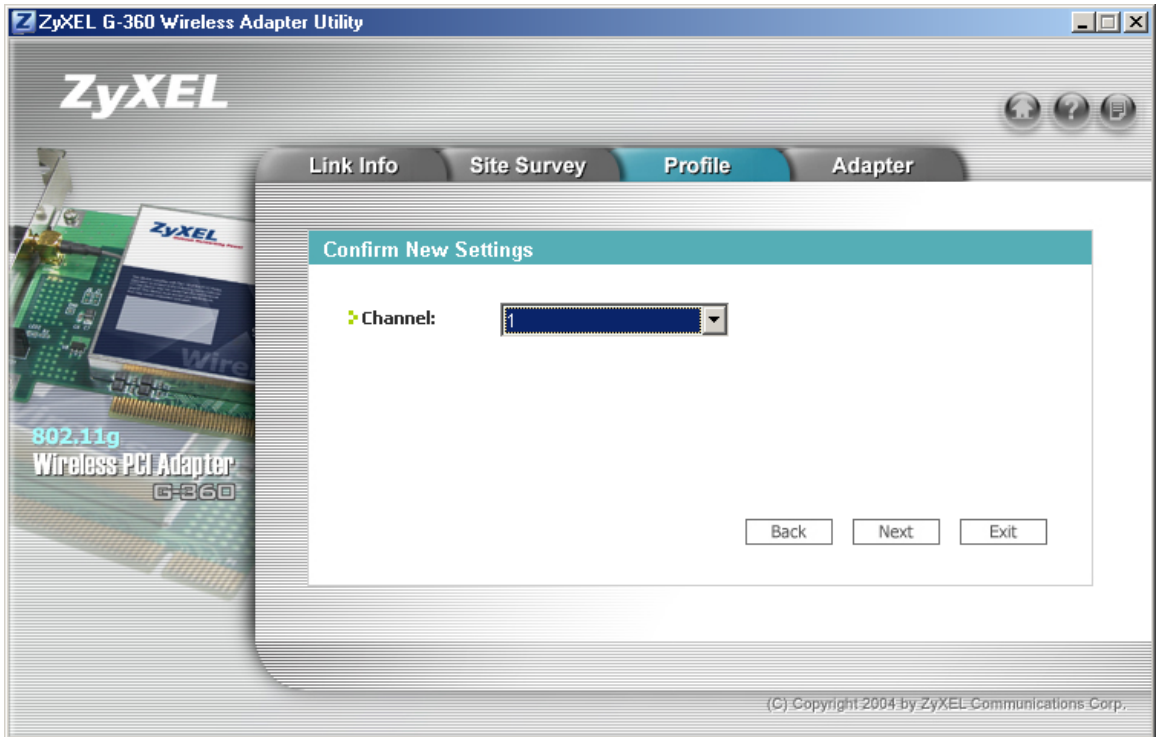 ZyXEL G-360 Wireless Adapter Utility
ZyXEL
Link Info
Site Survey
Profile
Adapter
ZyXEL
Confirm New Settings
Channel:
1
Wire
802.11g
Wireless PCI Adapter
G-360
Back
Next
Exit
(C) Copyright 2004 by ZyXEL Communications Corp.